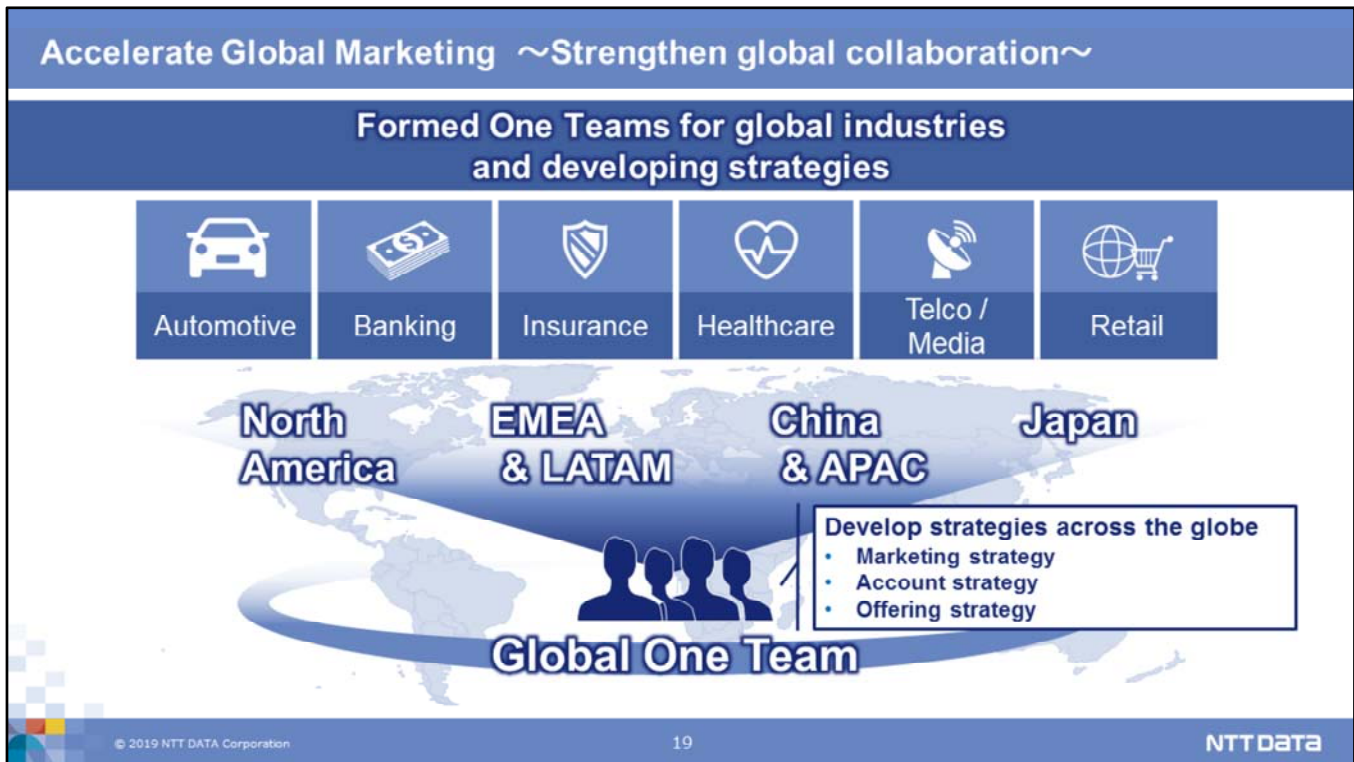 Accelerate Global Marketing ～Strengthen global collaboration～
Formed One Teams for global industries
and developing strategies
Automotive
Banking
Insurance
Healthcare
Telco /
Media
Retail
North
America
EMEA
& LATAM
China
& APAC
Japan
Develop strategies across the globe
• Marketing strategy
• Account strategy
• Offering strategy
Global One Team
© 2019 NTT DATA Corporation
19
NTT DATA